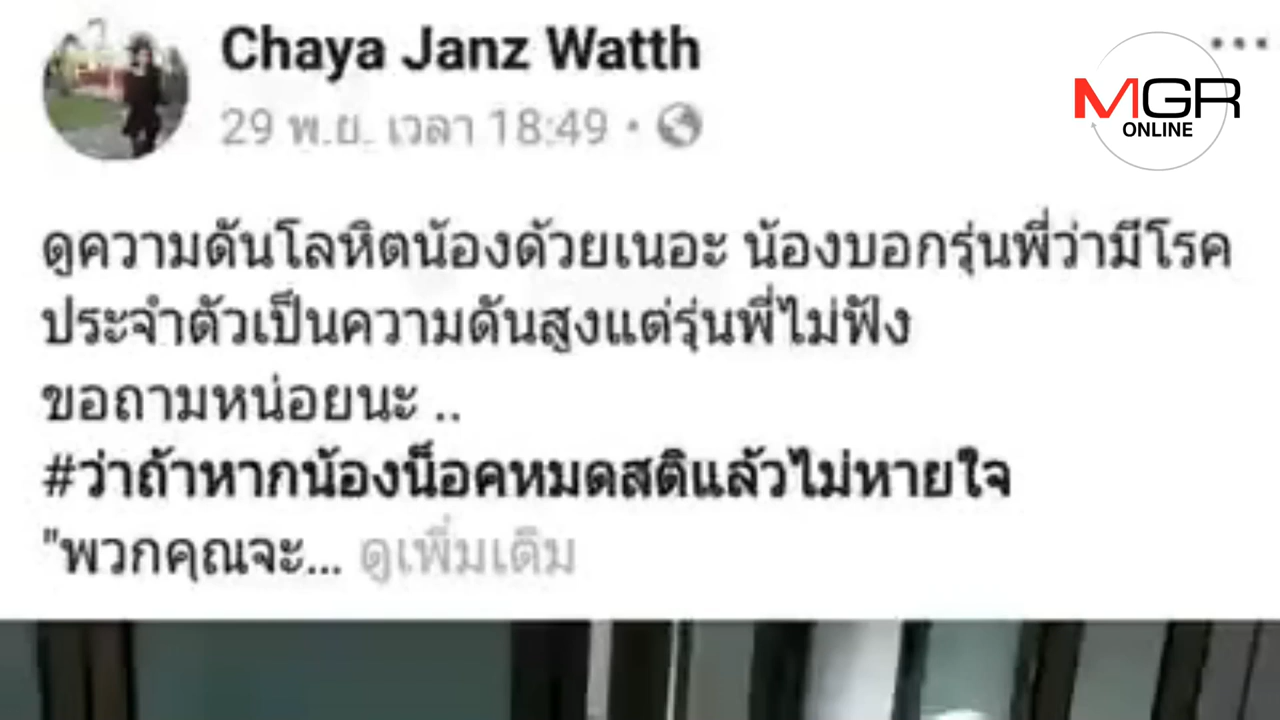 Chaya Janz Watth
29 พ.ย. เวลา 18:49 ·
MGR
ONLINE
ดูความดันโลหิตน้องด้วยเนอะ น้องบอกรุ่นพี่ว่ามีโรค
ประจำตัวเป็นความดันสูงแต่รุ่นพี่ไม่ฟัง
ขอถามหน่อยนะ ..
#ว่าถ้าหากน้องน็อคหมดสติแล้วไม่หายใจ
"พวกคุณจะ... ดูเพิ่มเติม